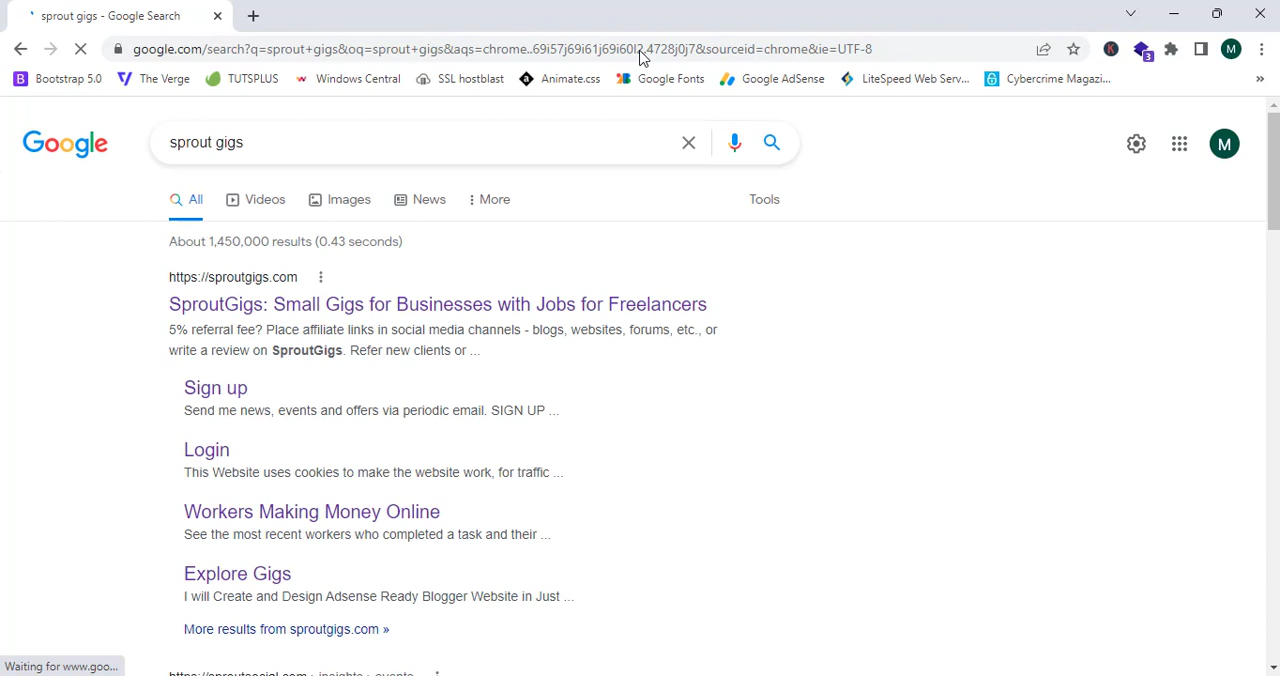 sprout gigs - Google Search
google.com/search?q=sprout+gigs&oq=sprout+gigs&aqs=chrome..69i57j69i61j69i60l2.4728j0j7&sourceid=chrome&ie=UTF-8
K 3 M
B Bootstrap 5.0 The Verge TUTSPLUS Windows Central SSL hostblast Animate.css Google Fonts Google AdSense LiteSpeed Web Serv... Cybercrime Magazi... »
Google sprout gigs M
All Videos Images News More Tools
About 1,450,000 results (0.43 seconds)
https://sproutgigs.com
SproutGigs: Small Gigs for Businesses with Jobs for Freelancers
5% referral fee? Place affiliate links in social media channels - blogs, websites, forums, etc., or
write a review on SproutGigs. Refer new clients or ...
Sign up
Send me news, events and offers via periodic email. SIGN UP ...
Login
This Website uses cookies to make the website work, for traffic ...
Workers Making Money Online
See the most recent workers who completed a task and their ...
Explore Gigs
I will Create and Design Adsense Ready Blogger Website in Just ...
More results from sproutgigs.com »
Waiting for www.goo...
https://sproutsocial.com › insights › events